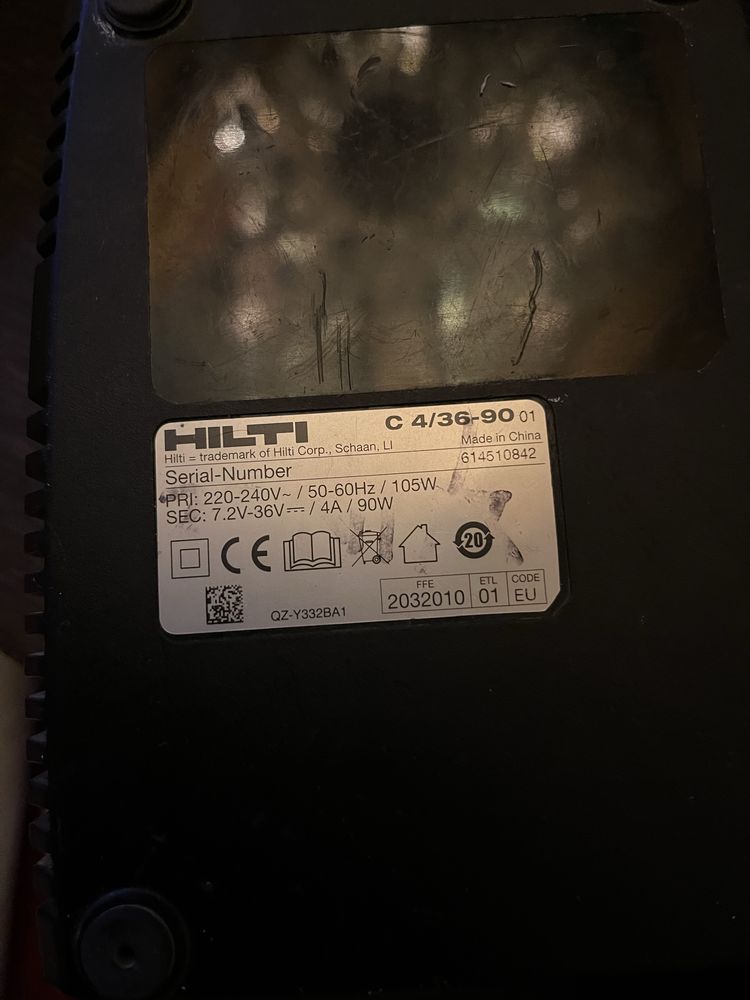 HILTI
C 4/36-90 01
Hilti = trademark of Hilti Corp., Schaan, LI
Made in China
Serial-Number
614510842
PRI: 220-240V~ / 50-60Hz / 105W
SEC: 7.2V-36V⎓ / 4A / 90W
CE
20
FFE
ETL
CODE
2032010
01
EU
QZ-Y332BA1